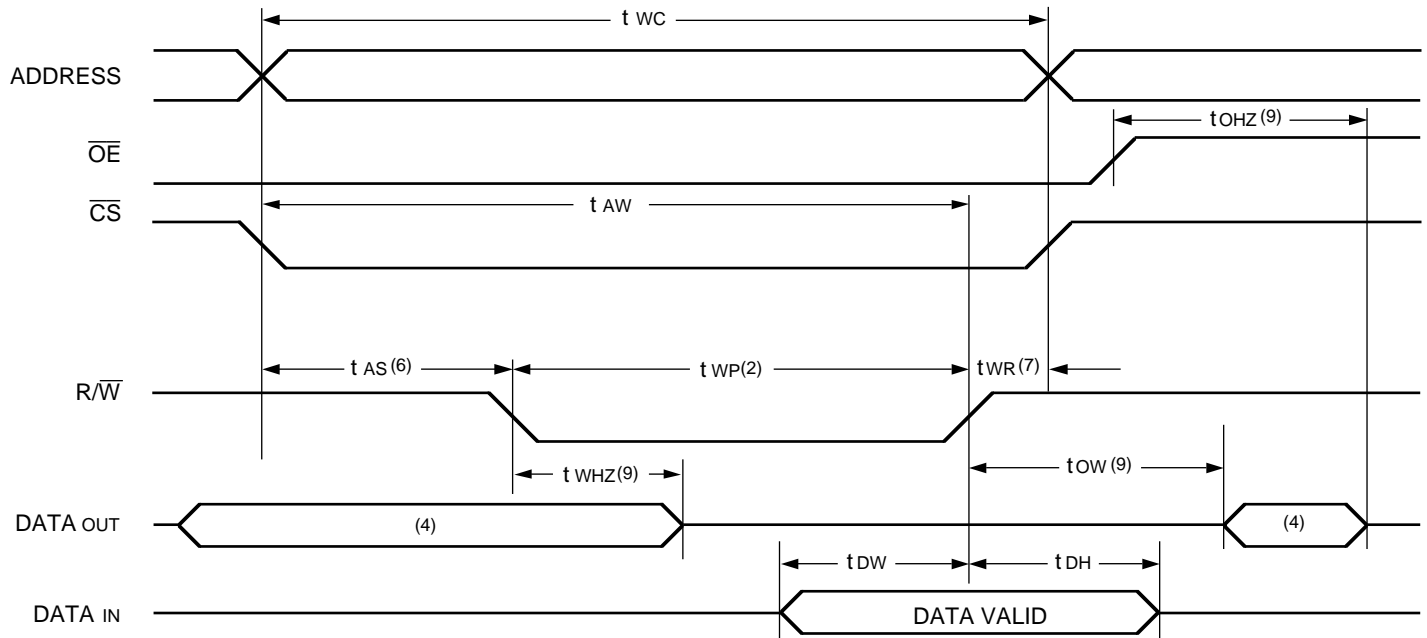 t WC
ADDRESS
t OHZ (9)
OE
t AW
CS
t AS (6)
t WP(2)
t WR (7)
R/W
t OW (9)
t WHZ(9)
DATA OUT
(4)
(4)
t DW
t DH
DATA IN
DATA VALID